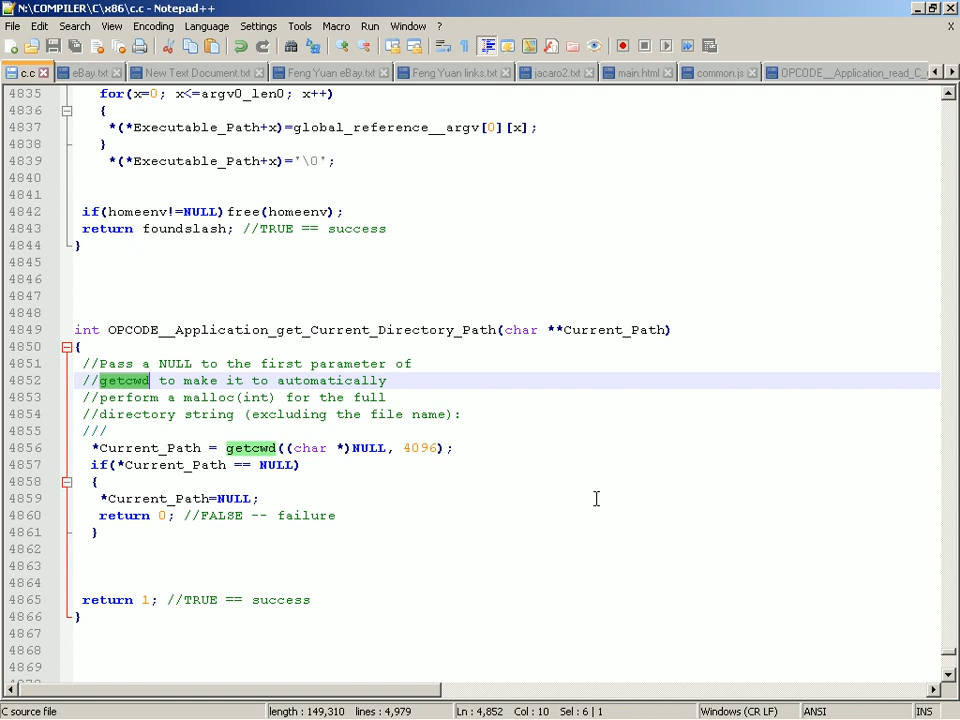 N:\COMPILER\C\x86\c.c - Notepad++
File Edit Search View Encoding Language Settings Tools Macro Run Window ? X
c.c eBay.txt New Text Document.txt Feng Yuan eBay.txt Feng Yuan links.txt jacaro2.txt main.html common.js OPCODE__Application_read_C_
4835 for(x=0; x<=argv0_len0; x++)
4836 {
4837 *(*Executable_Path+x)=global_reference__argv[0][x];
4838 }
4839 *(*Executable_Path+x)='\0';
4840
4841
4842 if(homeenv!=NULL)free(homeenv);
4843 return foundslash; //TRUE == success
4844 }
4845
4846
4847
4848
4849 int OPCODE__Application_get_Current_Directory_Path(char **Current_Path)
4850 {
4851 //Pass a NULL to the first parameter of
4852 //getcwd to make it to automatically
4853 //perform a malloc(int) for the full
4854 //directory string (excluding the file name):
4855 ///
4856 *Current_Path = getcwd((char *)NULL, 4096);
4857 if(*Current_Path == NULL)
4858 {
4859 *Current_Path=NULL;
4860 return 0; //FALSE -- failure
4861 }
4862
4863
4864
4865 return 1; //TRUE == success
4866 }
4867
4868
4869
C source file length : 149,310 lines : 4,979 Ln : 4,852 Col : 10 Sel : 6 | 1 Windows (CR LF) ANSI INS